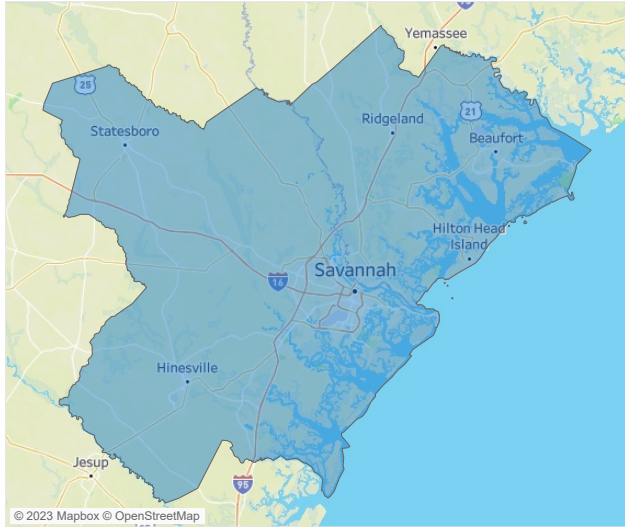 Yemassee
25
Ridgeland
21
Statesboro
Beaufort
Hilton Head
Island
Savannah
16
Hinesville
Jesup
95
© 2023 Mapbox © OpenStreetMap